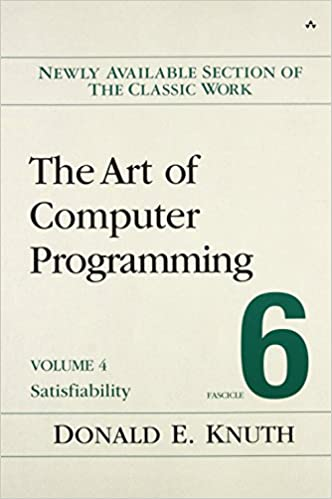 NEWLY AVAILABLE SECTION OF
THE CLASSIC WORK
The Art of
Computer
Programming
VOLUME 4
Satisfiability
FASCICLE 6
DONALD E. KNUTH